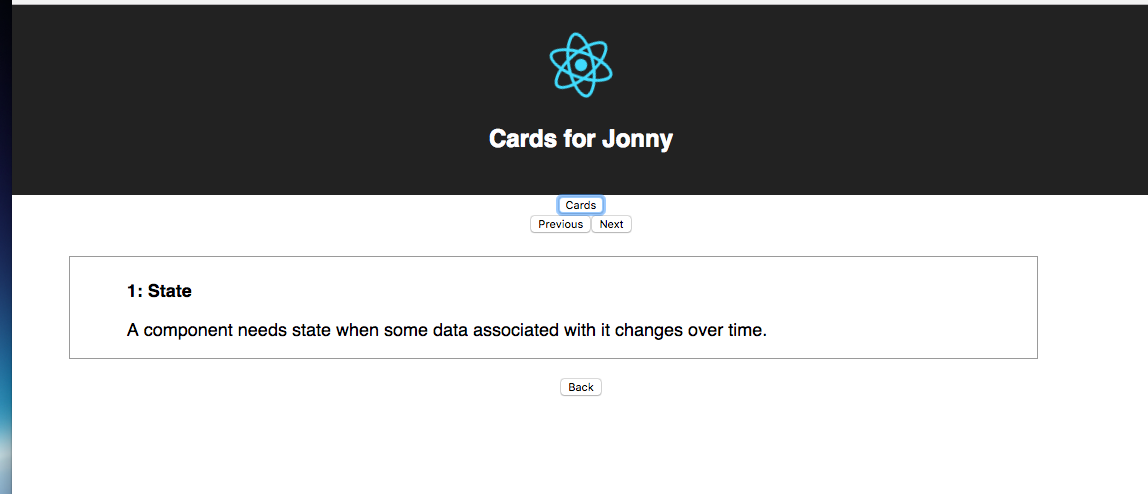 Cards for Jonny
Cards
Previous Next
1: State
A component needs state when some data associated with it changes over time.
Back